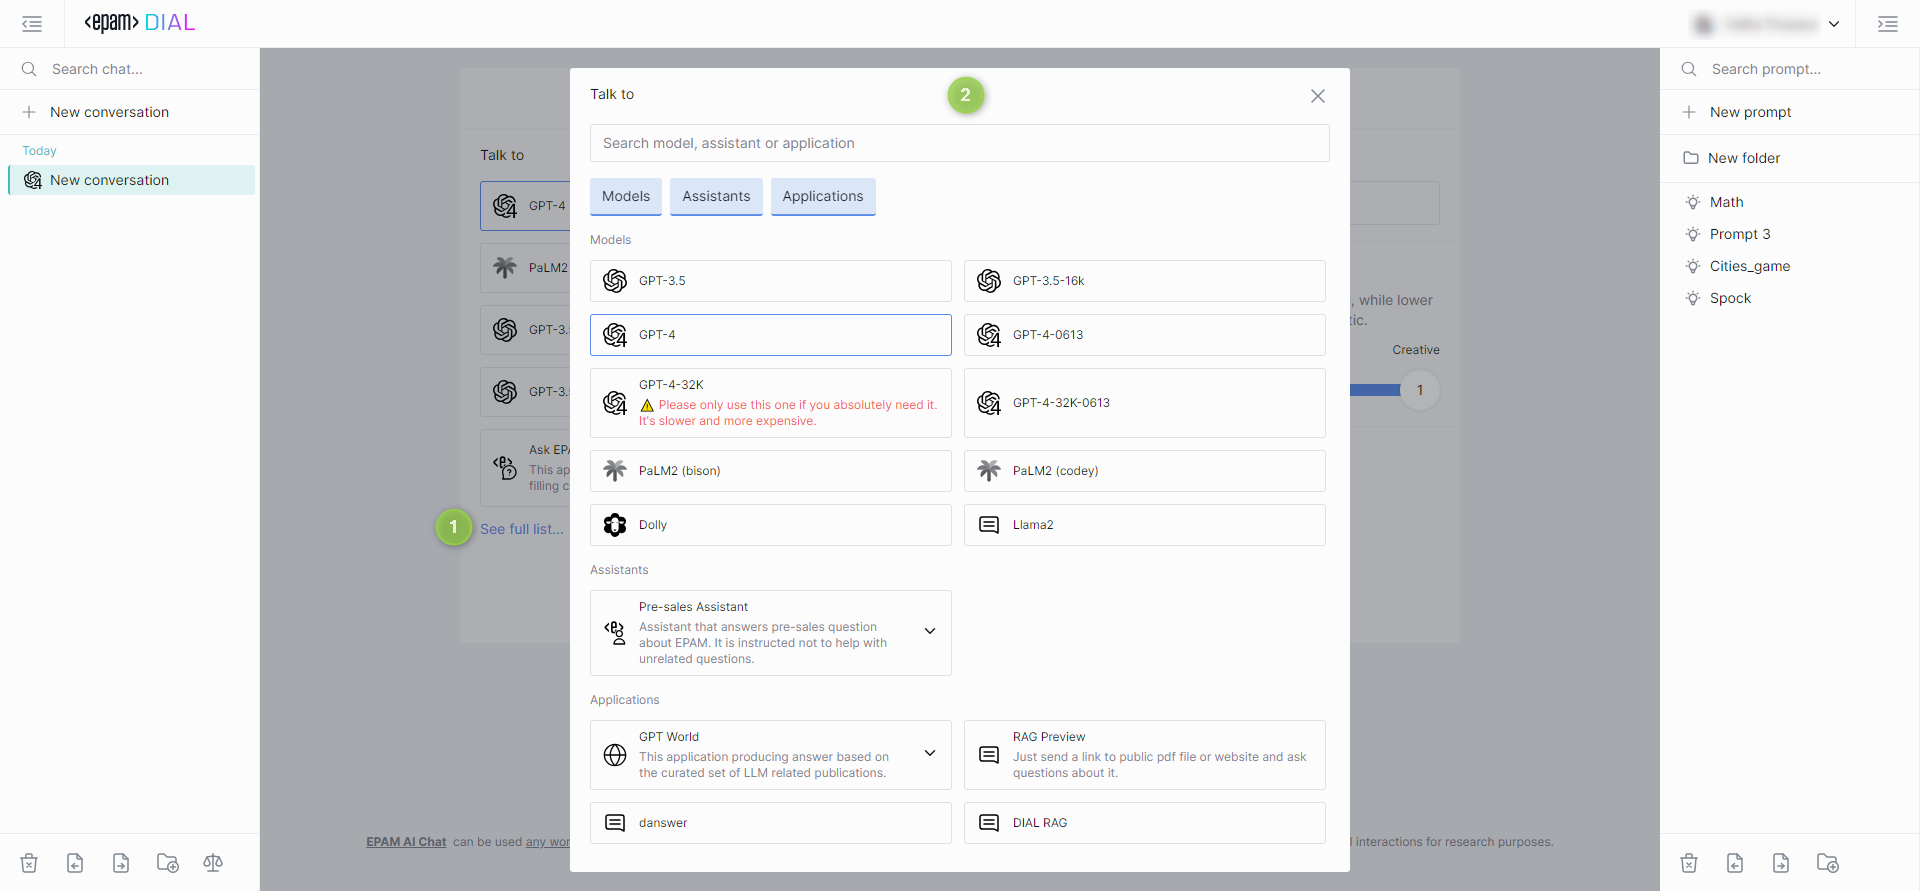 <epam> DIAL
Search chat...
New conversation
Today
New conversation
Talk to
GPT-4
PaLM2
GPT-3.
GPT-3.
Ask EPA
This ap
filling c
1
See full list...
Talk to
2
Search model, assistant or application
Models
Assistants
Applications
Models
GPT-3.5
GPT-3.5-16k
GPT-4
GPT-4-0613
GPT-4-32K
Please only use this one if you absolutely need it.
It's slower and more expensive.
GPT-4-32K-0613
PaLM2 (bison)
PaLM2 (codey)
Dolly
Llama2
Assistants
Pre-sales Assistant
Assistant that answers pre-sales question
about EPAM. It is instructed not to help with
unrelated questions.
Applications
GPT World
This application producing answer based on
the curated set of LLM related publications.
RAG Preview
Just send a link to public pdf file or website and ask
questions about it.
danswer
DIAL RAG
, while lower
tic.
Creative
1
EPAM AI Chat can be used any wor
interactions for research purposes.
Search prompt...
New prompt
New folder
Math
Prompt 3
Cities_game
Spock